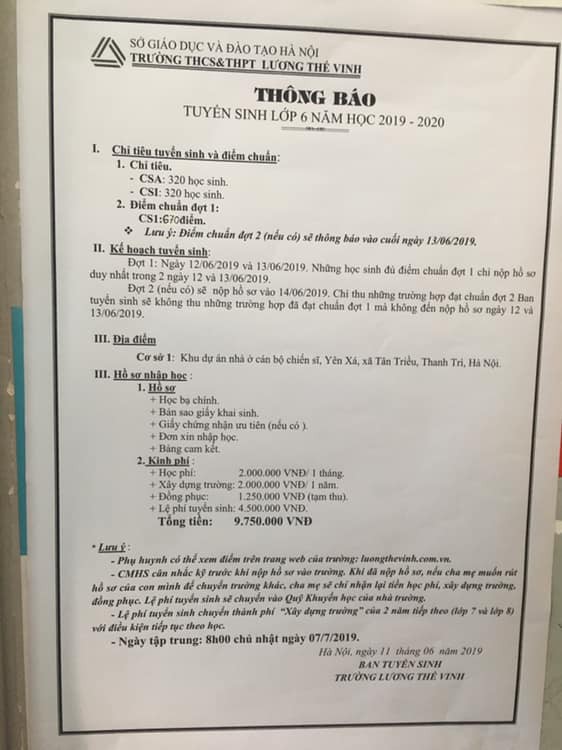 SỞ GIÁO DỤC VÀ ĐÀO TẠO HÀ NỘI
TRƯỜNG THCS&THPT LƯƠNG THẾ VINH
THÔNG BÁO
TUYỂN SINH LỚP 6 NĂM HỌC 2019 - 2020
I. Chỉ tiêu tuyển sinh và điểm chuẩn:
1. Chỉ tiêu.
- CSA: 320 học sinh.
- CSI: 320 học sinh.
2. Điểm chuẩn đợt 1:
CS1: 670 điểm.
❖ Lưu ý: Điểm chuẩn đợt 2 (nếu có) sẽ thông báo vào cuối ngày 13/06/2019.
II. Kế hoạch tuyển sinh:
Đợt 1: Ngày 12/06/2019 và 13/06/2019. Những học sinh đủ điểm chuẩn đợt 1 chỉ nộp hồ sơ
duy nhất trong 2 ngày 12 và 13/06/2019.
Đợt 2 (nếu có) sẽ nộp hồ sơ vào 14/06/2019. Chỉ thu những trường hợp đạt chuẩn đợt 2 Ban
tuyển sinh sẽ không thu những trường hợp đã đạt chuẩn đợt 1 mà không đến nộp hồ sơ ngày 12 và
13/06/2019.
III. Địa điểm
Cơ sở 1: Khu dự án nhà ở cán bộ chiến sĩ, Yên Xá, xã Tân Triều, Thanh Trì, Hà Nội.
III. Hồ sơ nhập học :
1. Hồ sơ
+ Học bạ chính.
+ Bản sao giấy khai sinh.
+ Giấy chứng nhận ưu tiên (nếu có ).
+ Đơn xin nhập học.
+ Bảng cam kết.
2. Kinh phí :
+ Học phí: 2.000.000 VNĐ/ 1 tháng.
+ Xây dựng trường: 2.000.000 VNĐ/ 1 năm.
+ Đồng phục: 1.250.000 VNĐ (tạm thu).
+ Lệ phí tuyển sinh: 4.500.000 VNĐ.
Tổng tiền: 9.750.000 VNĐ
* Lưu ý :
- Phụ huynh có thể xem điểm trên trang web của trường: luongthevinh.com.vn.
- CMHS cân nhắc kỹ trước khi nộp hồ sơ vào trường. Khi đã nộp hồ sơ, nếu cha mẹ muốn rút
hồ sơ của con mình để chuyển trường khác, cha mẹ sẽ chỉ nhận lại tiền học phí, xây dựng trường,
đồng phục. Lệ phí tuyển sinh sẽ chuyển vào Quỹ Khuyến học của nhà trường.
- Lệ phí tuyển sinh chuyển thành phí "Xây dựng trường" của 2 năm tiếp theo (lớp 7 và lớp 8)
với điều kiện tiếp tục theo học.
- Ngày tập trung: 8h00 chủ nhật ngày 07/7/2019.
Hà Nội, ngày 11 tháng 06 năm 2019
BAN TUYỂN SINH
TRƯỜNG LƯƠNG THẾ VINH